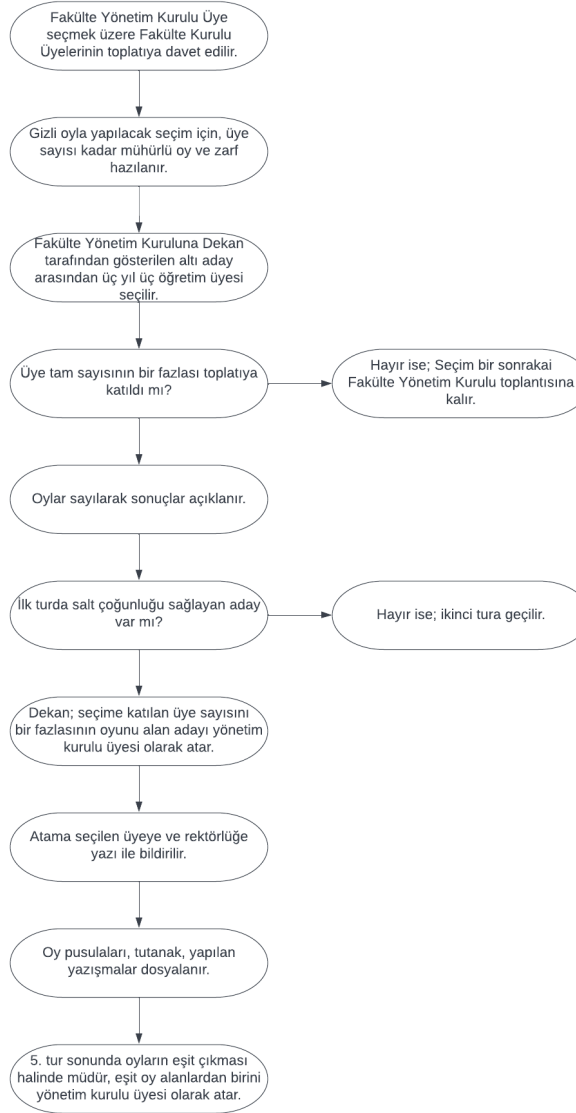 Fakülte Yönetim Kurulu Üye
seçmek üzere Fakülte Kurulu
Üyelerinin toplatıya davet edilir.
Gizli oyla yapılacak seçim için, üye
sayısı kadar mühürlü oy ve zarf
hazılanır.
Fakülte Yönetim Kuruluna Dekan
tarafından gösterilen altı aday
arasından üç yıl üç öğretim üyesi
seçilir.
Üye tam sayısının bir fazlası toplatıya
katıldı mı?
Hayır ise; Seçim bir sonrakai
Fakülte Yönetim Kurulu toplantısına
kalır.
Oylar sayılarak sonuçlar açıklanır.
İlk turda salt çoğunluğu sağlayan aday
var mı?
Hayır ise; ikinci tura geçilir.
Dekan; seçime katılan üye sayısını
bir fazlasının oyunu alan adayı yönetim
kurulu üyesi olarak atar.
Atama seçilen üyeye ve rektörlüğe
yazı ile bildirilir.
Oy pusulaları, tutanak, yapılan
yazışmalar dosyalanır.
5. tur sonunda oyların eşit çıkması
halinde müdür, eşit oy alanlardan birini
yönetim kurulu üyesi olarak atar.